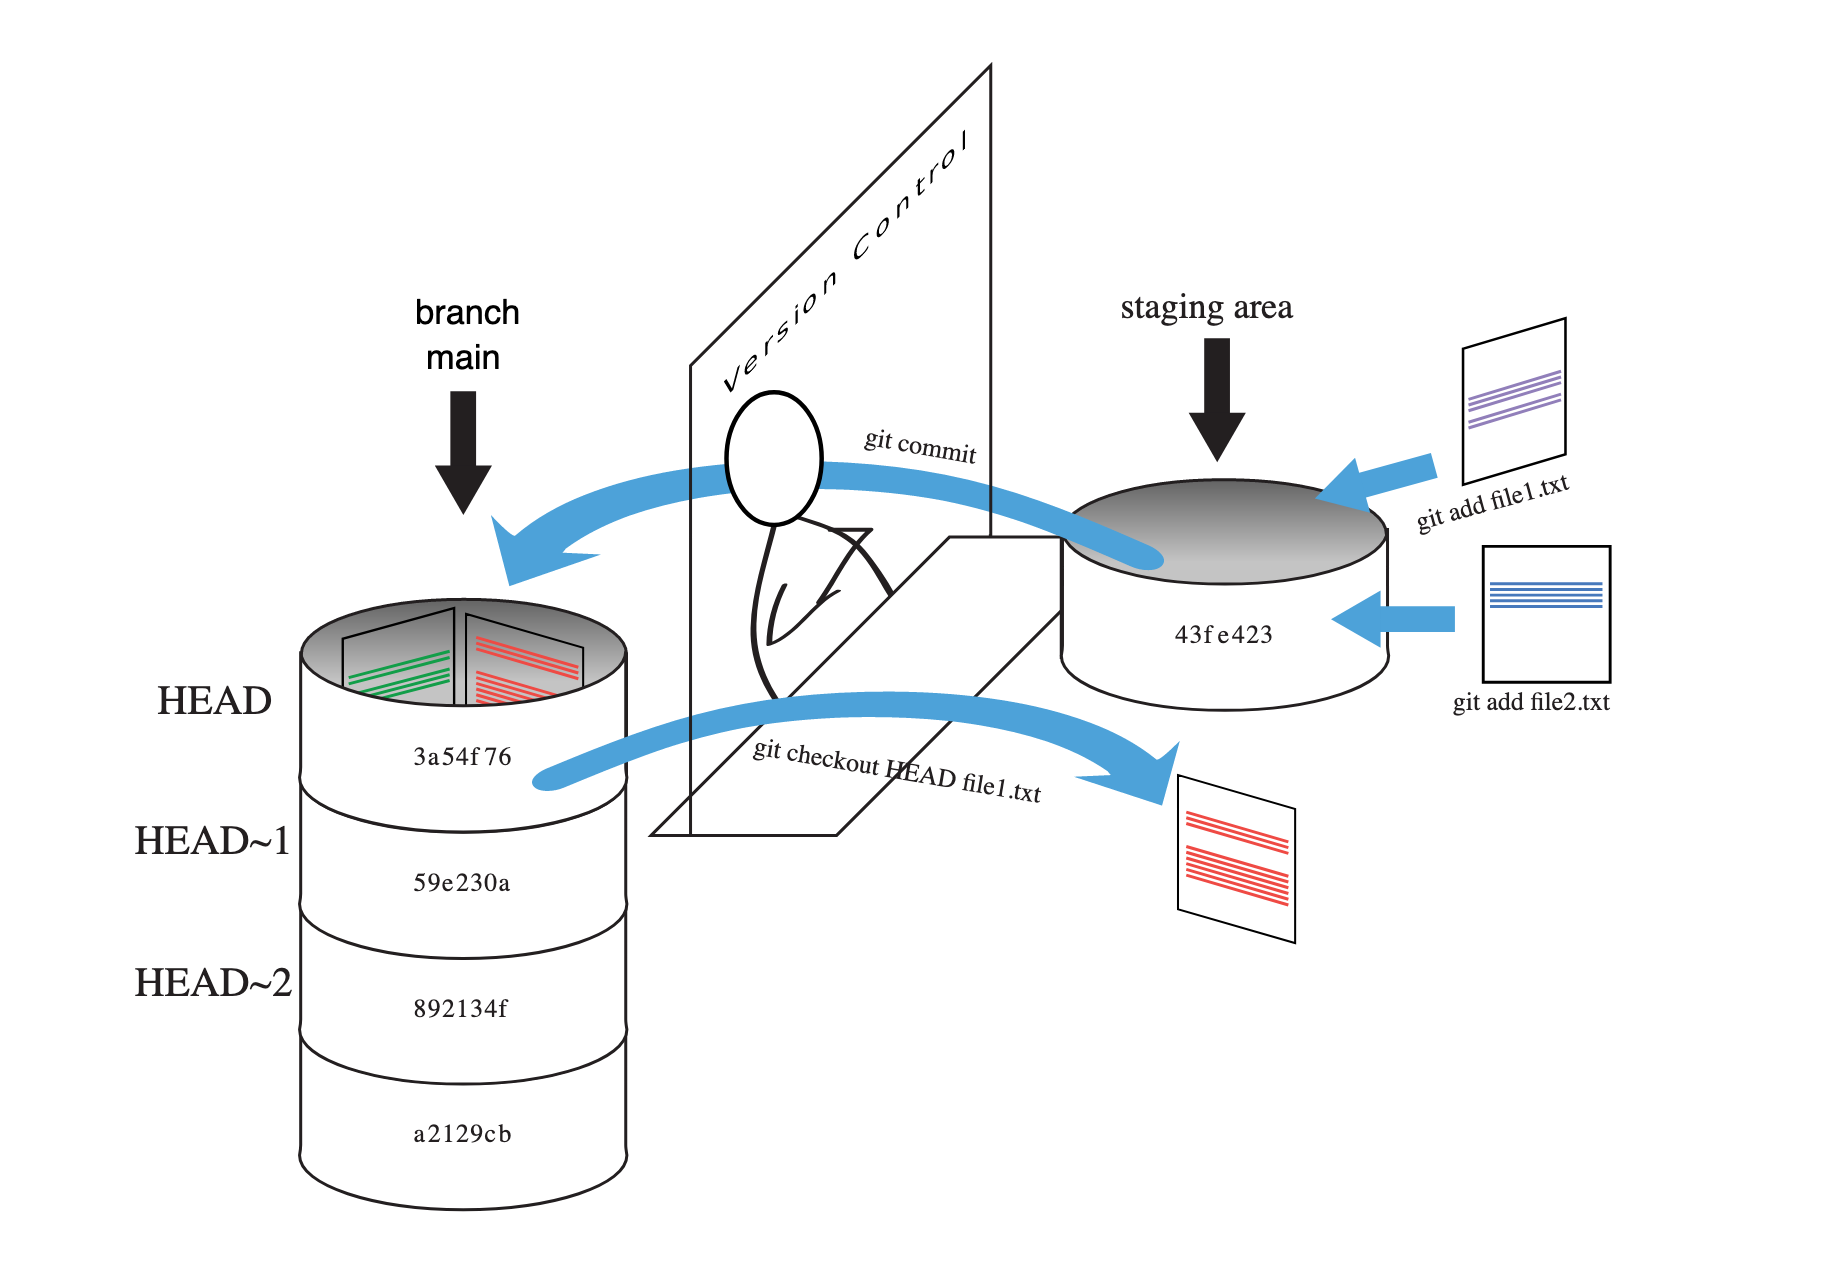 Version Control
branch
main
staging area
git commit
git add file1.txt
43fe423
git add file2.txt
HEAD
3a54f76
git checkout HEAD file1.txt
HEAD~1
59e230a
HEAD~2
892134f
a2129cb